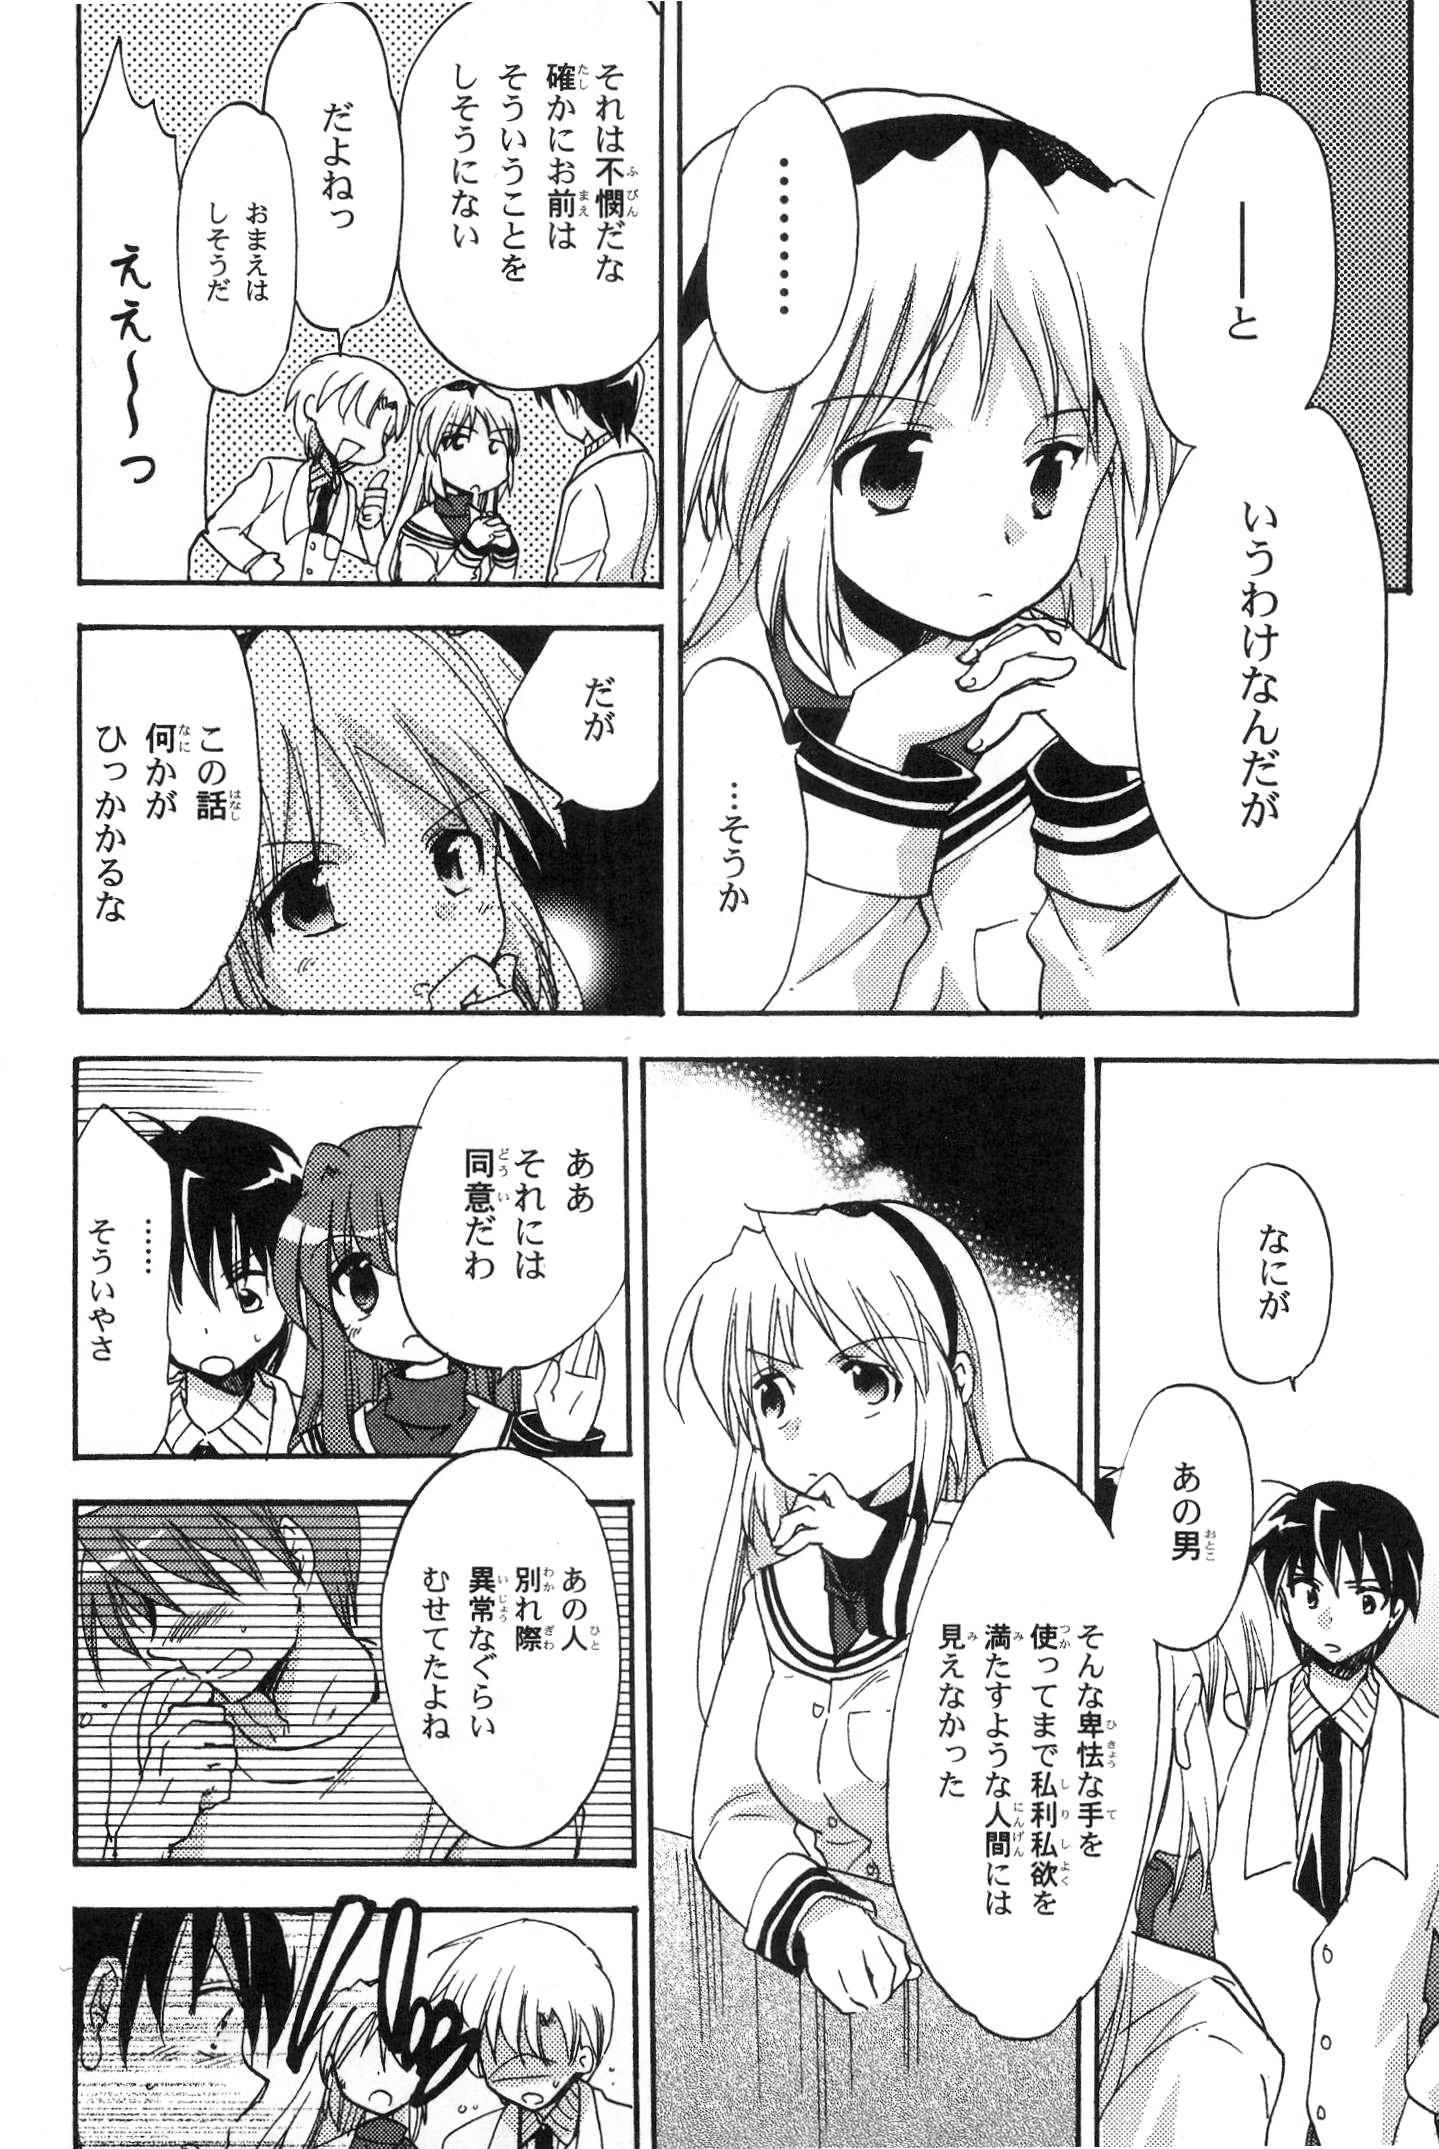 ――と
いうわけなんだが
………
…そうか
それは不憫だな
確かにお前は
そういうことを
しそうにない
だよねっ
おまえは
しそうだ
ええ～～っ
だが
この話
何かが
ひっかかるな
なにが
あの男
そんな卑怯な手を
使ってまで私利私欲を
満たすような人間には
見えなかった
ああ
それには
同意だわ
……
そういやさ
あの人
別れ際
異常なぐらい
むせてたよね